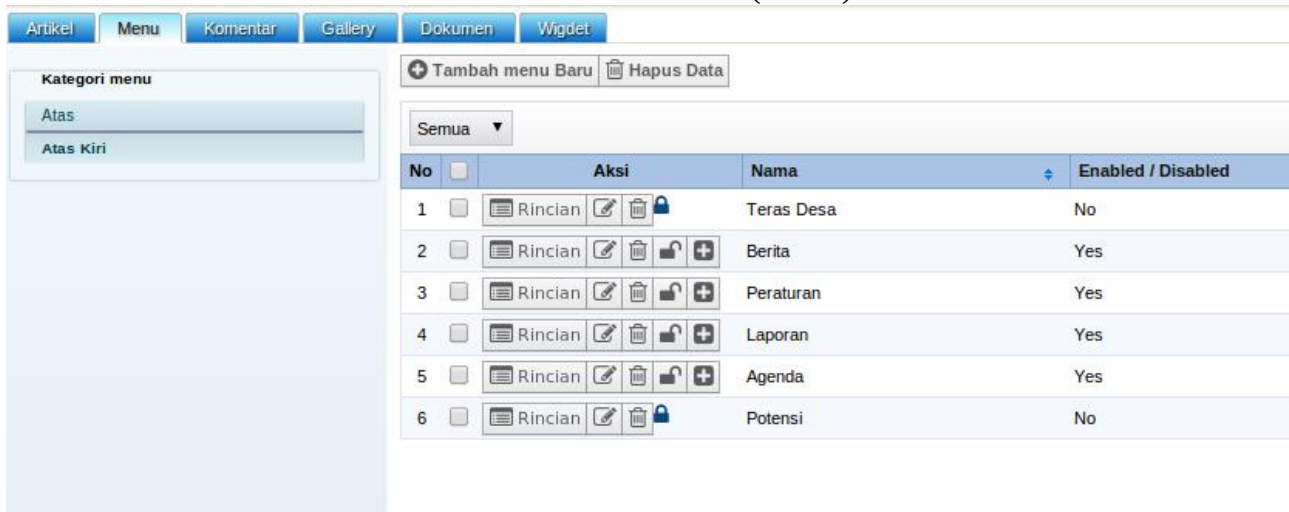 Artikel Menu Komentar Gallery Dokumen Wigdet
Kategori menu
Atas
Atas Kiri
Tambah menu Baru Hapus Data
Semua
No Aksi Nama Enabled / Disabled
1 Rincian Teras Desa No
2 Rincian Berita Yes
3 Rincian Peraturan Yes
4 Rincian Laporan Yes
5 Rincian Agenda Yes
6 Rincian Potensi No